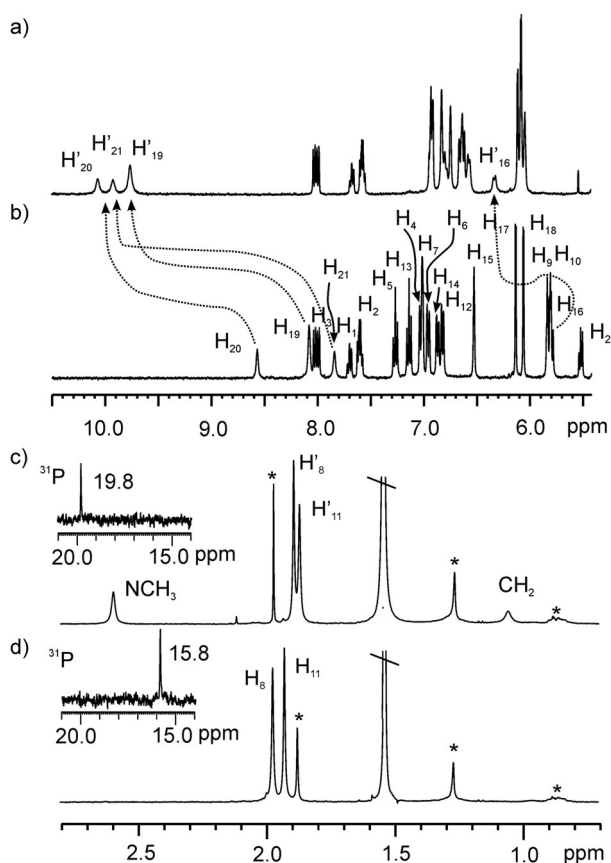 a)
H'₂₀
H'₂₁
H'₁₉
H'₁₆
b)
H₂₀
H₁₉
H₃
H₂₁
H₁
H₂
H₅
H₁₃
H₄
H₇
H₆
H₁₄
H₁₂
H₁₅
H₁₇
H₁₈
H₉
H₁₀
H₁₆
H₂
10.0 9.0 8.0 7.0 6.0 ppm
c)
³¹P 19.8
20.0 15.0 ppm
NCH₃
*
H'₈
H'₁₁
*
CH₂
*
d)
³¹P 15.8
20.0 15.0 ppm
H₈
H₁₁
*
*
*
2.5 2.0 1.5 1.0 ppm